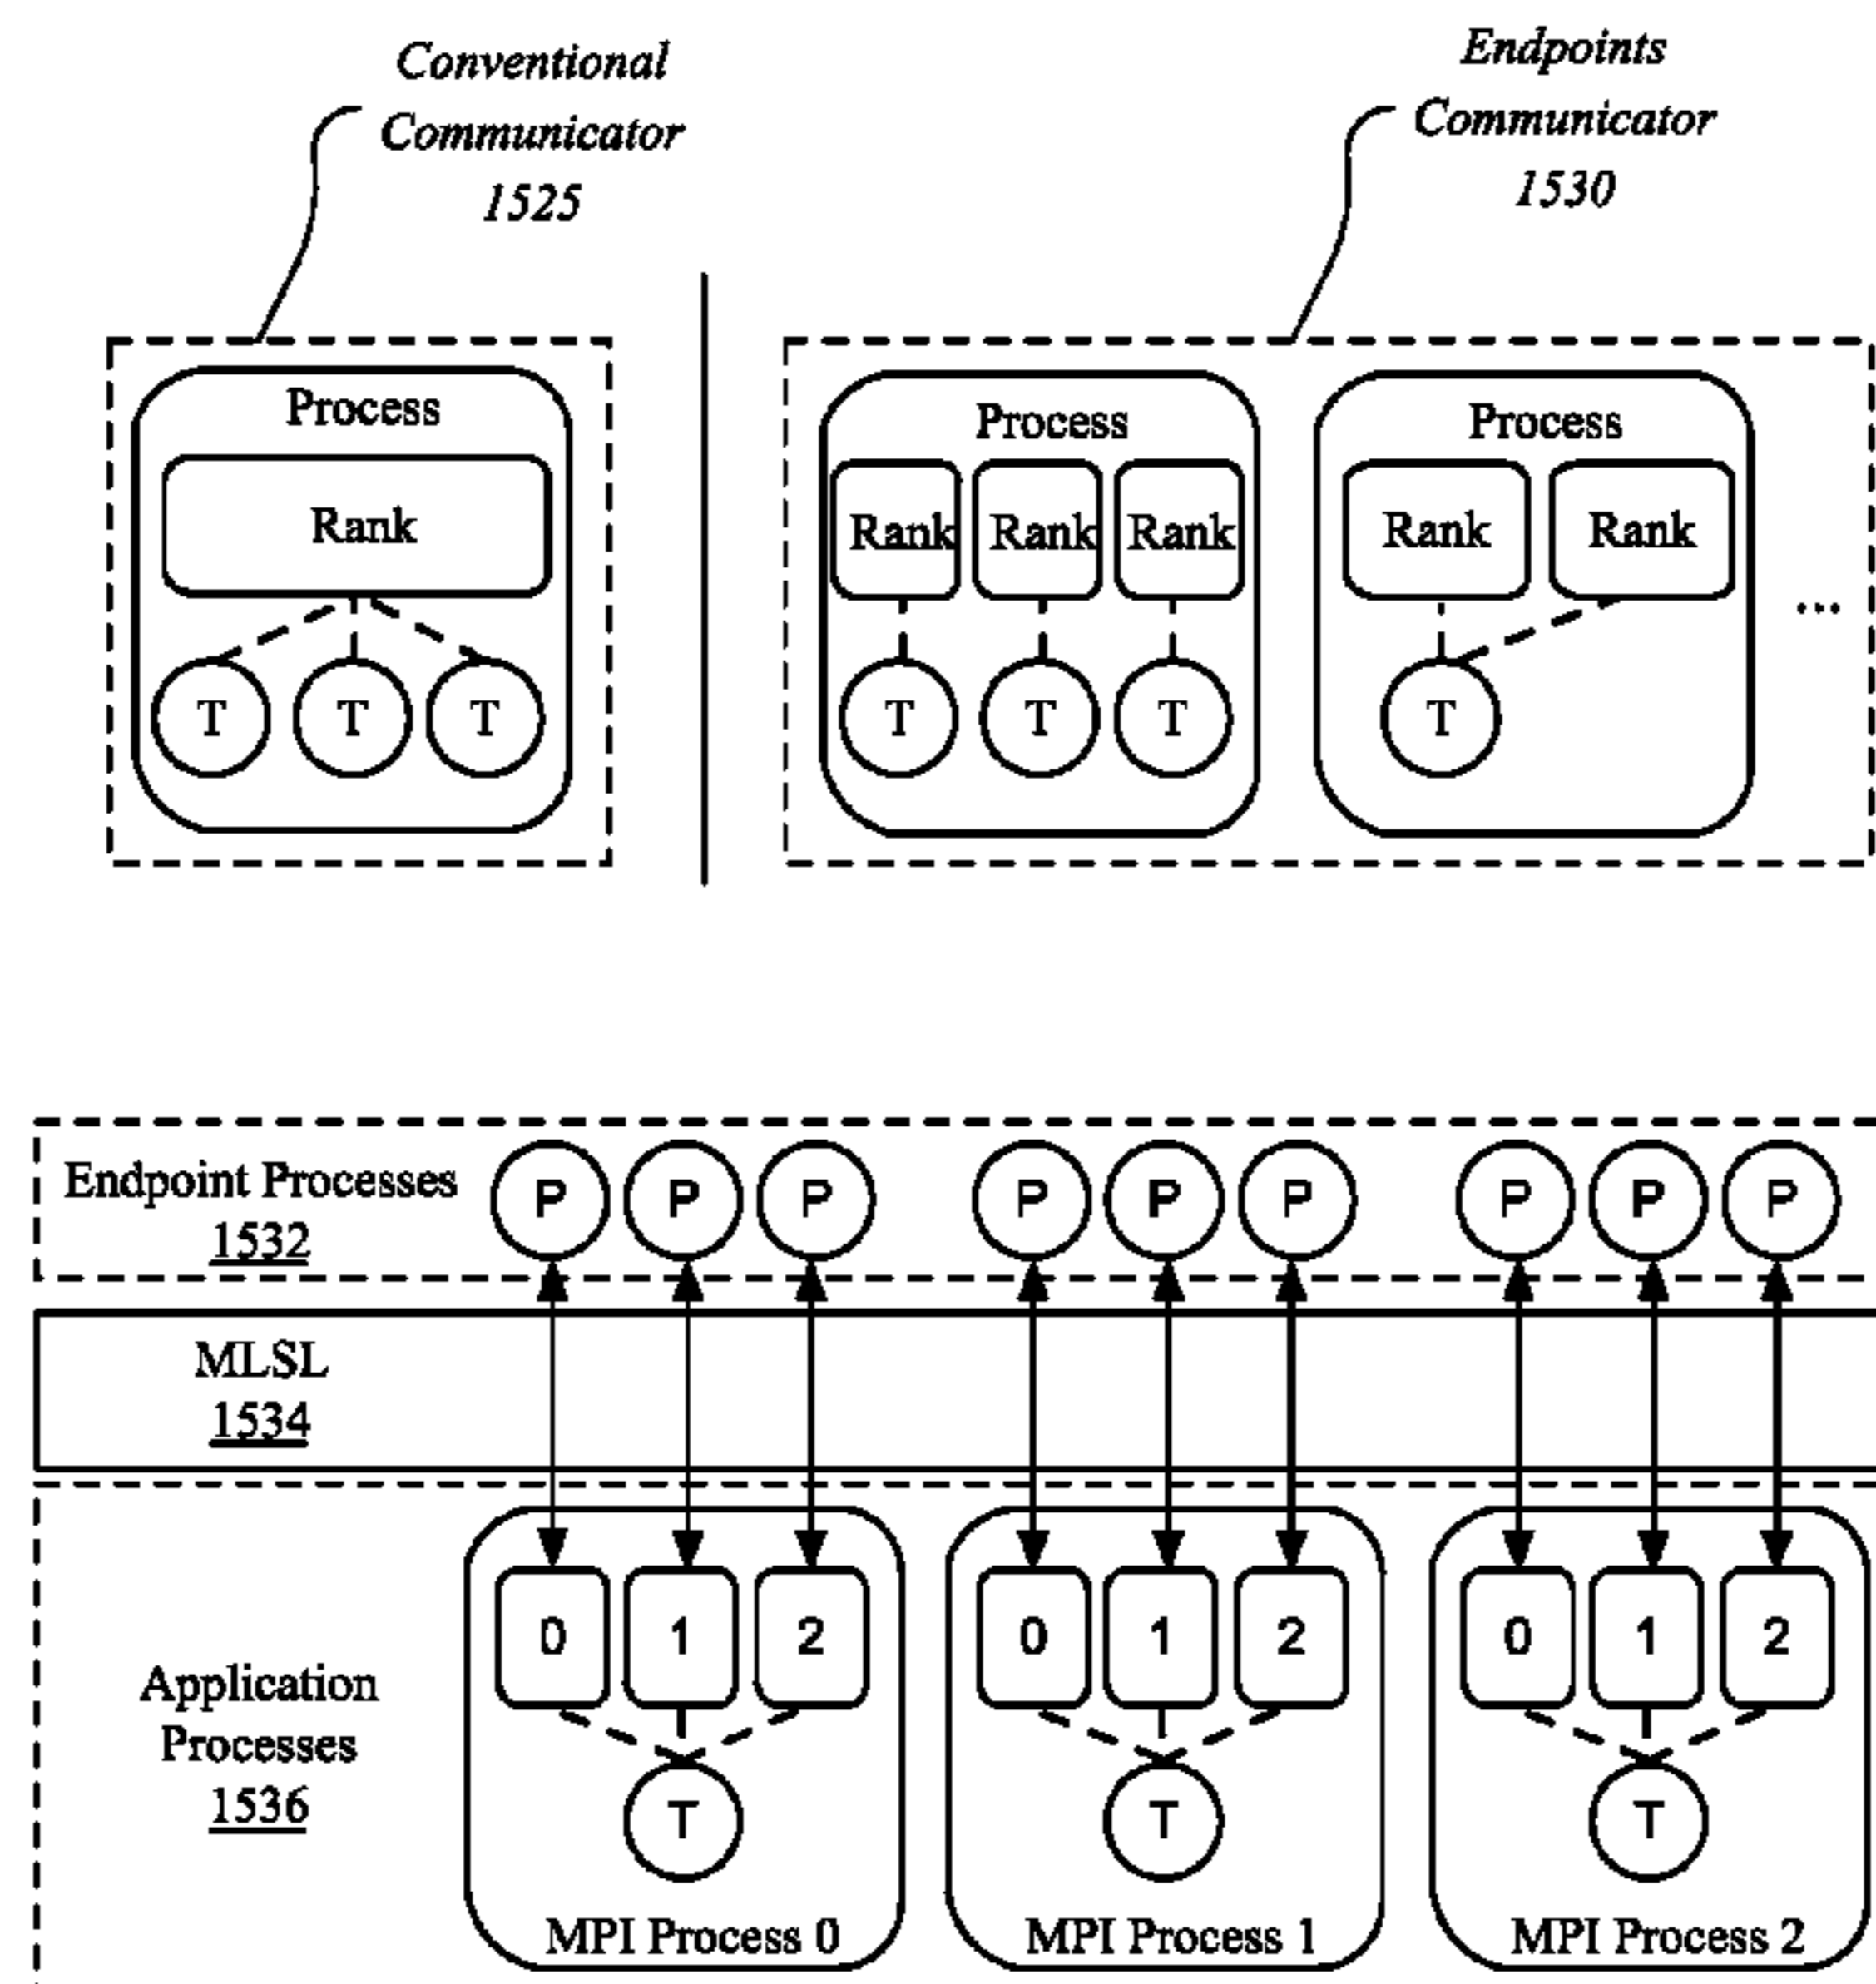 Conventional
Communicator
1525
Endpoints
Communicator
1530
Process
Rank
T T T
Process
Rank Rank Rank
T T T
Process
Rank Rank
T
...
Endpoint Processes
1532
P P P P P P P P P
MLSL
1534
Application
Processes
1536
0 1 2
T
MPI Process 0
0 1 2
T
MPI Process 1
0 1 2
T
MPI Process 2